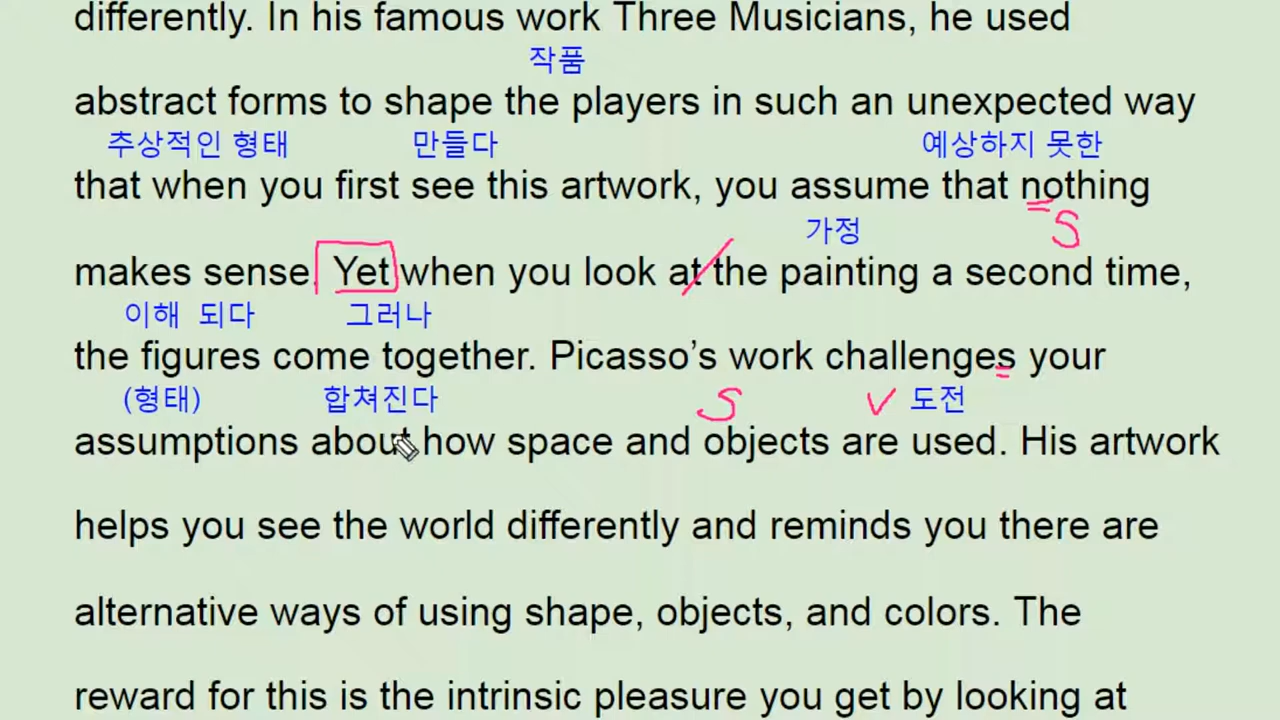 differently. In his famous work Three Musicians, he used
작품
abstract forms to shape the players in such an unexpected way
추상적인 형태 만들다 예상하지 못한
that when you first see this artwork, you assume that nothing
가정 S
makes sense. Yet when you look at the painting a second time,
이해 되다 그러나
the figures come together. Picasso’s work challenges your
(형태) 합쳐진다 S V 도전
assumptions about how space and objects are used. His artwork
helps you see the world differently and reminds you there are
alternative ways of using shape, objects, and colors. The
reward for this is the intrinsic pleasure you get by looking at